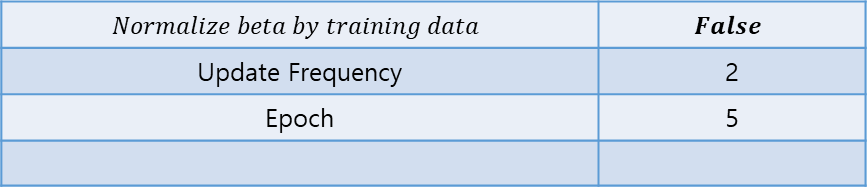 Normalize beta by training data False
Update Frequency 2
Epoch 5